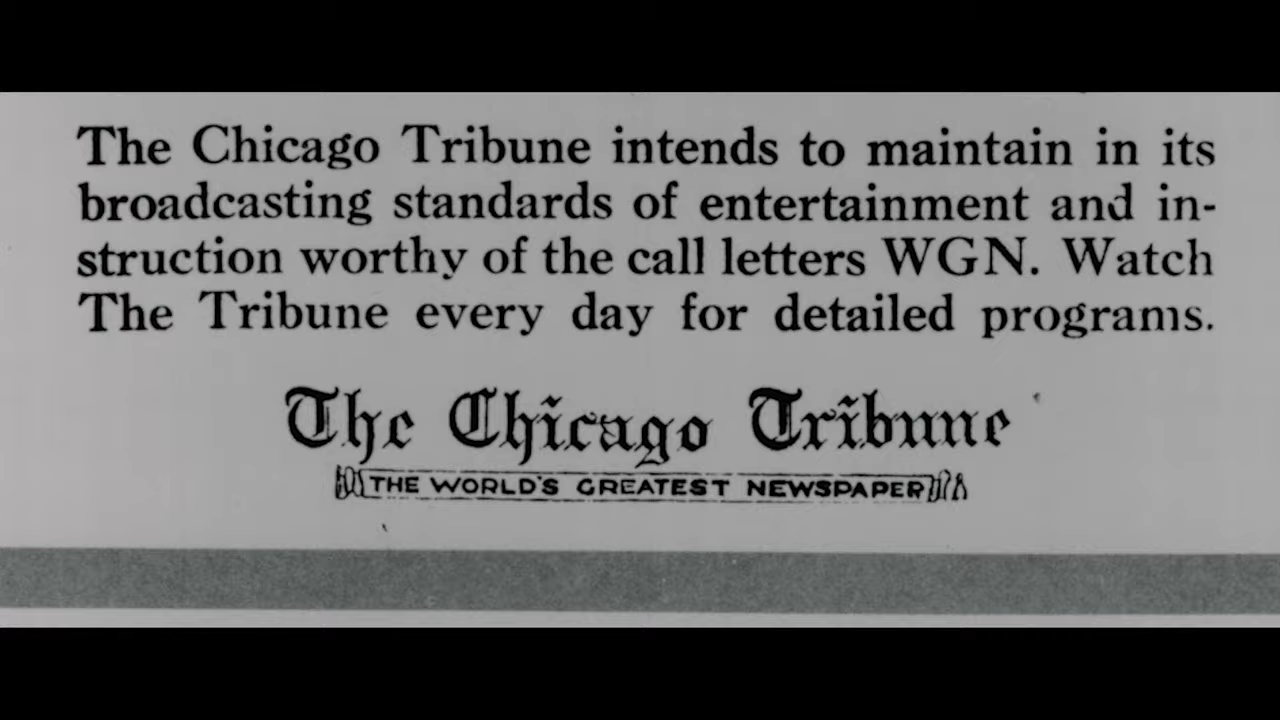 The Chicago Tribune intends to maintain in its
broadcasting standards of entertainment and in-
struction worthy of the call letters WGN. Watch
The Tribune every day for detailed programs.
The Chicago Tribune
THE WORLD'S GREATEST NEWSPAPER